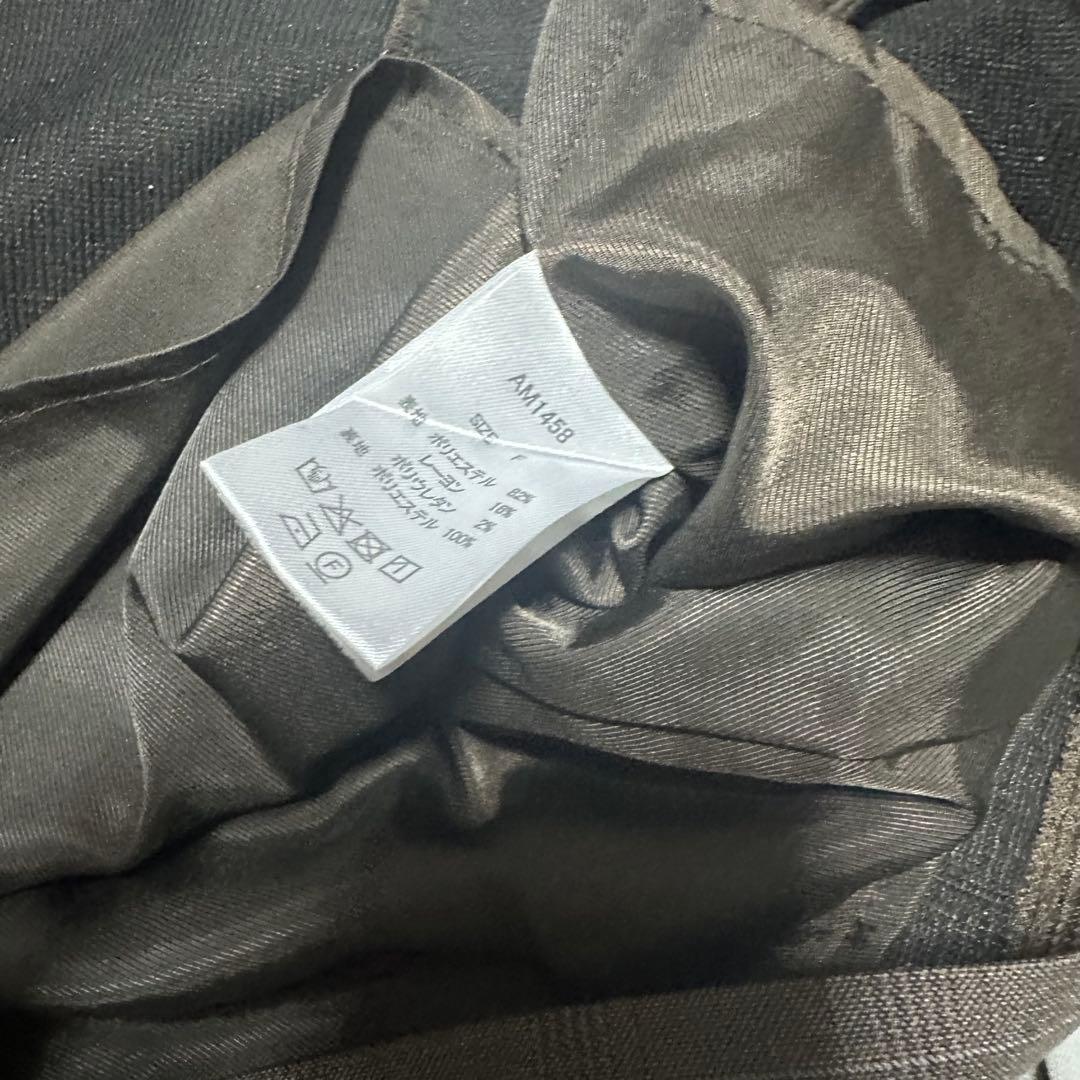 AM1458
SIZE F
表地 ポリエステル 82%
レーヨン 16%
ポリウレタン 2%
裏地 ポリエステル 100%
F